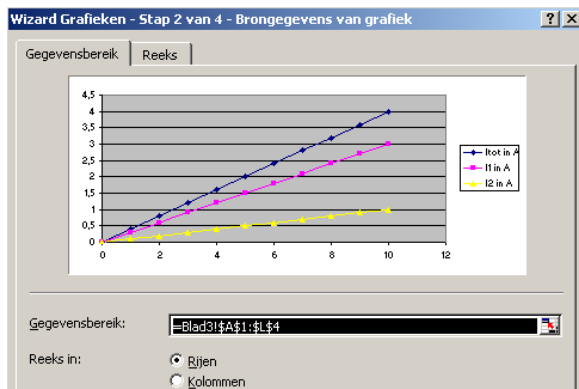 Wizard Grafieken - Stap 2 van 4 - Brongegevens van grafiek
Gegevensbereik Reeks
4,5
4
3,5
3
2,5
2
1,5
1
0,5
0
0 2 4 6 8 10 12
Itot in A
I1 in A
I2 in A
Gegevensbereik: =Blad3!$A$1:$L$4
Reeks in: Rijen
Kolommen